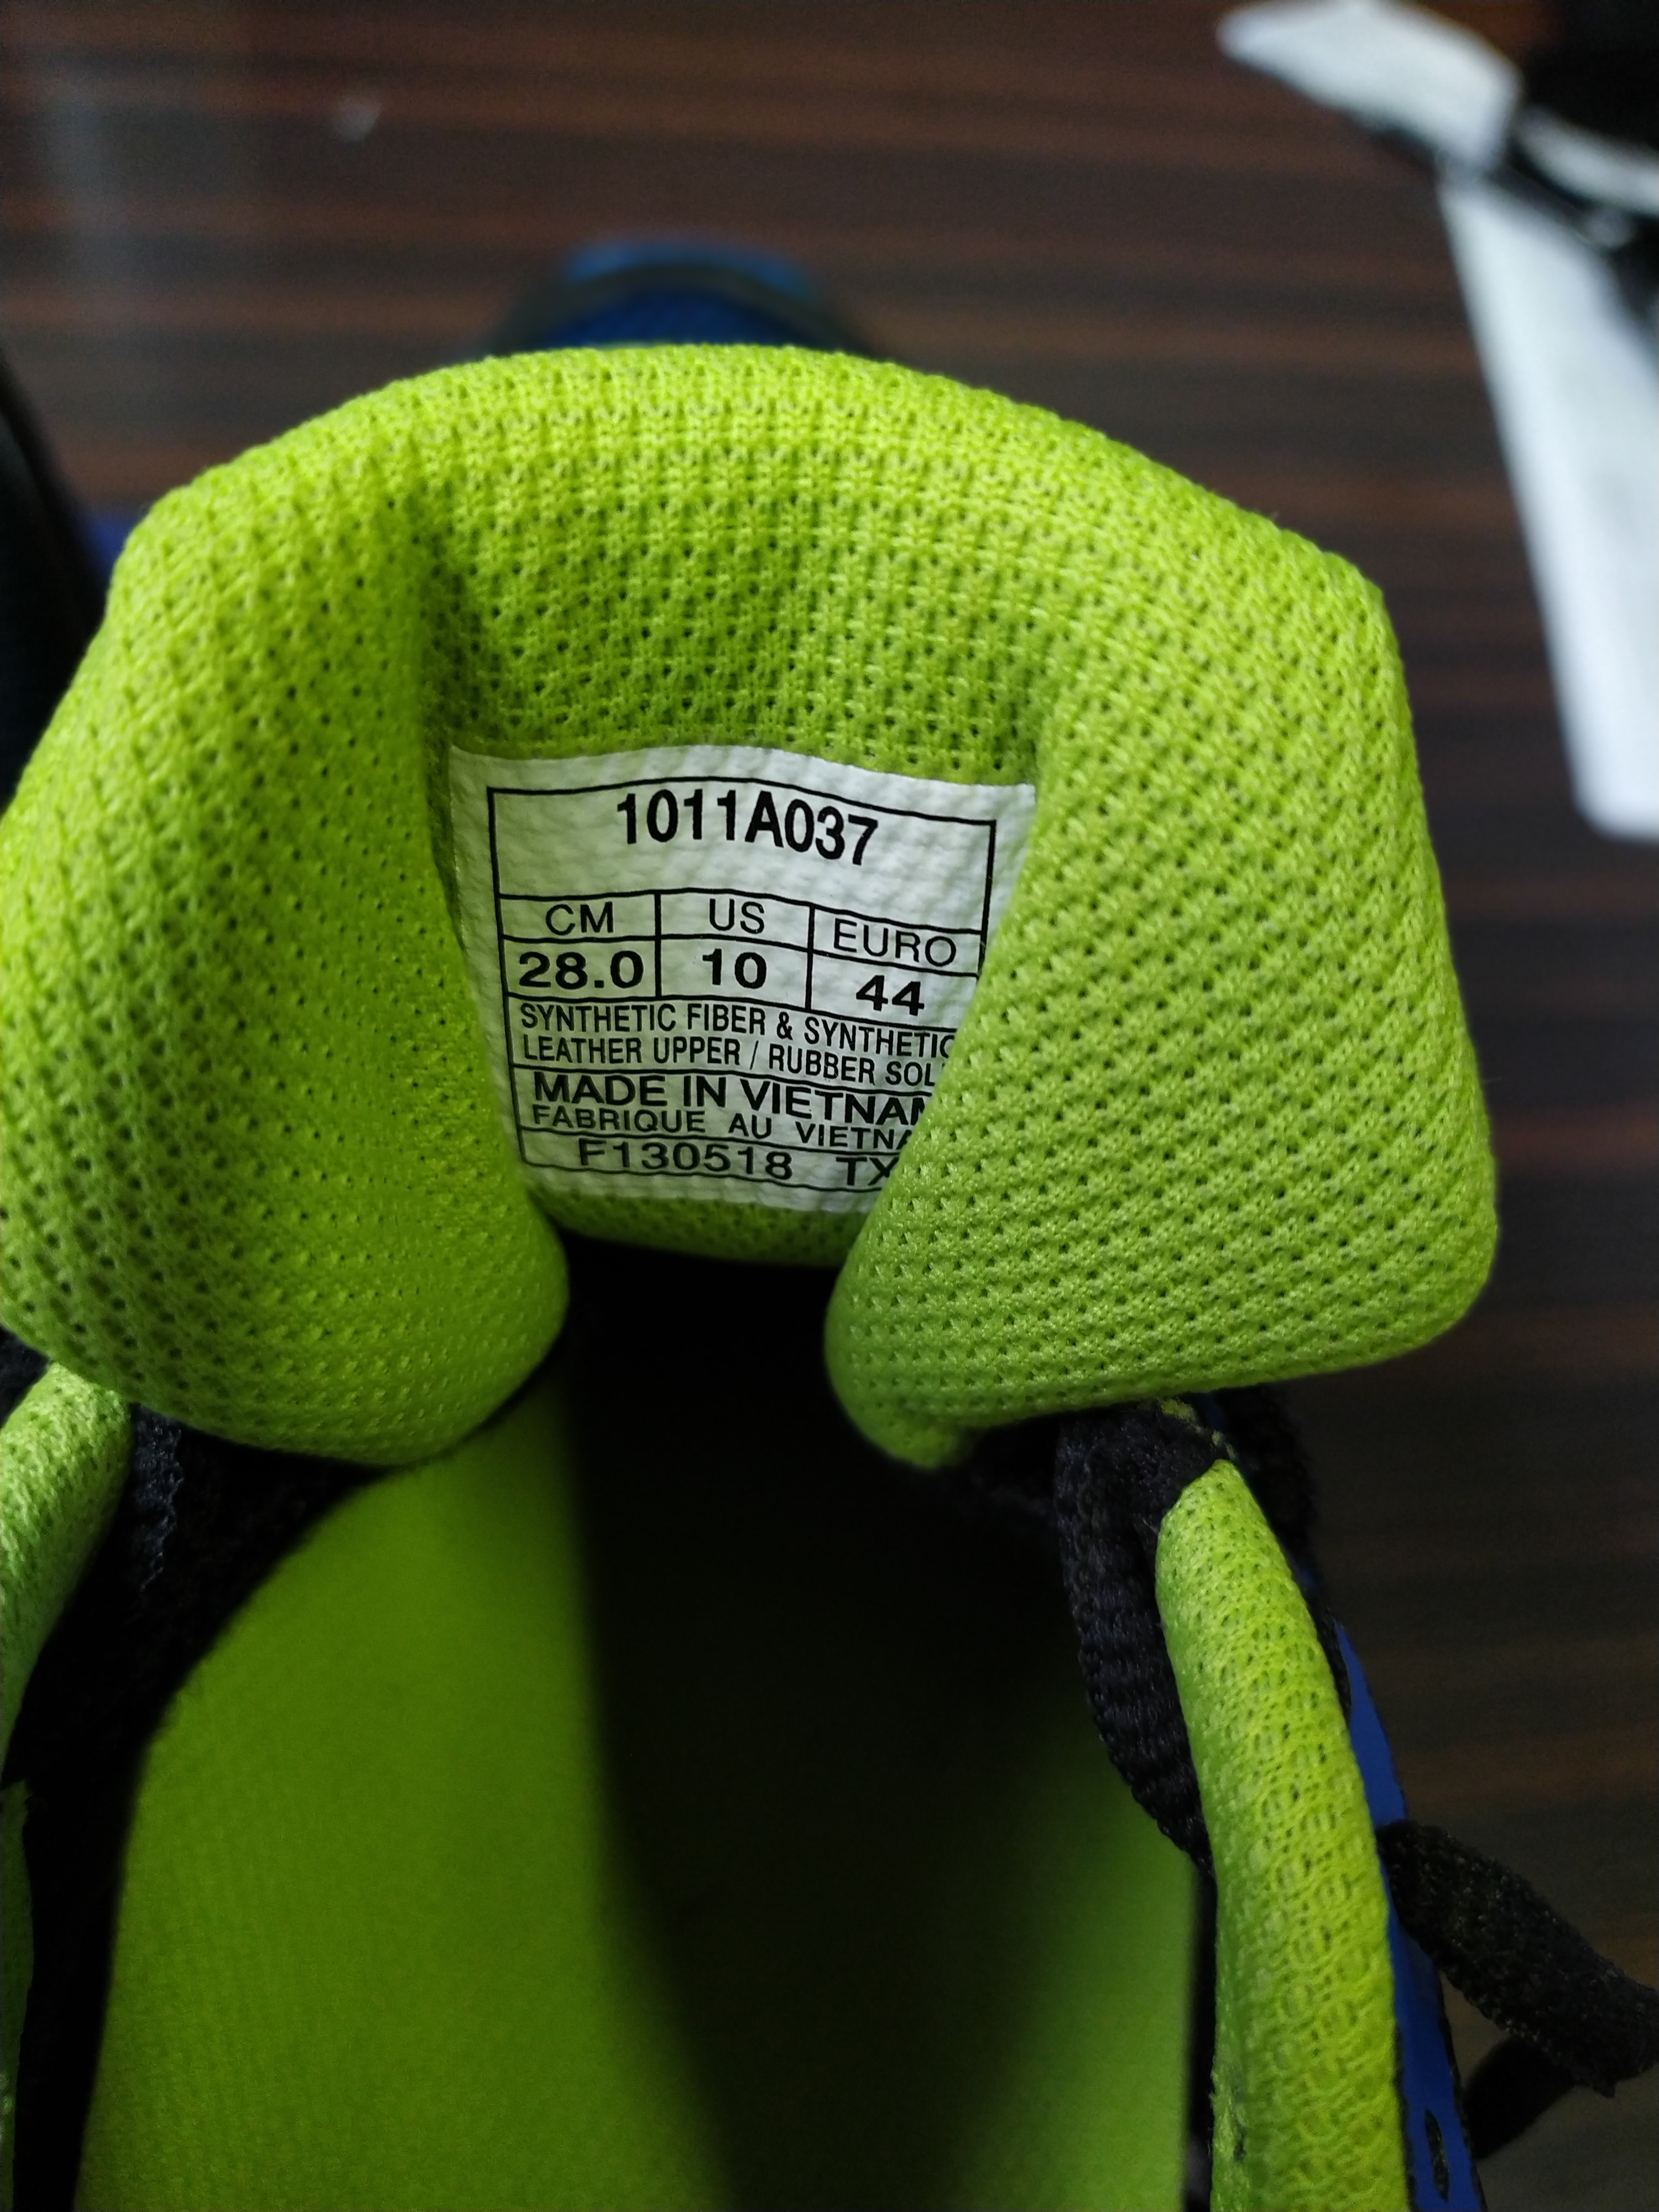 1011A037
CM US EURO
28.0 10 44
SYNTHETIC FIBER & SYNTHETIC
LEATHER UPPER / RUBBER SOL
MADE IN VIETNAM
FABRIQUE AU VIETNA
F130518 TX